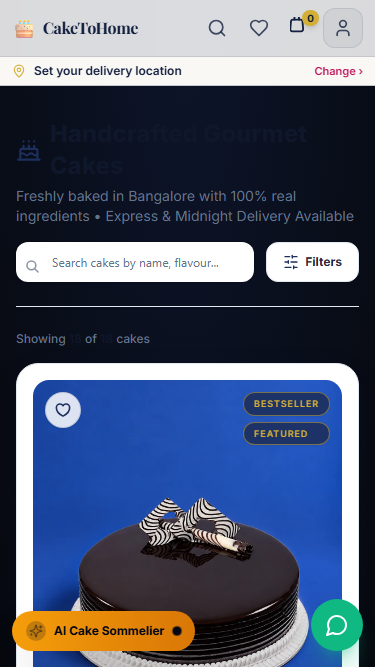 CakeToHome
0
Set your delivery location
Change ›
Handcrafted Gourmet
Cakes
Freshly baked in Bangalore with 100% real
ingredients • Express & Midnight Delivery Available
Search cakes by name, flavour...
Filters
Showing of cakes
BESTSELLER
FEATURED
AI Cake Sommelier